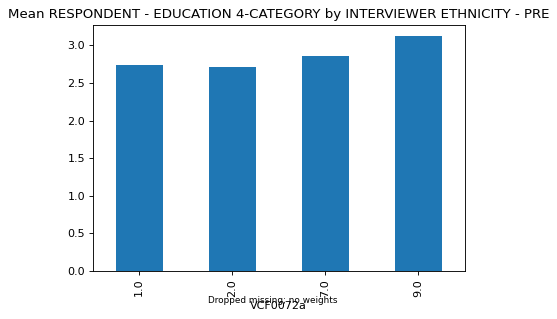 Mean RESPONDENT - EDUCATION 4-CATEGORY by INTERVIEWER ETHNICITY - PRE
3.0
2.5
2.0
1.5
1.0
0.5
0.0
1.0 2.0 7.0 9.0
Dropped missing; no weights
VCF0072a